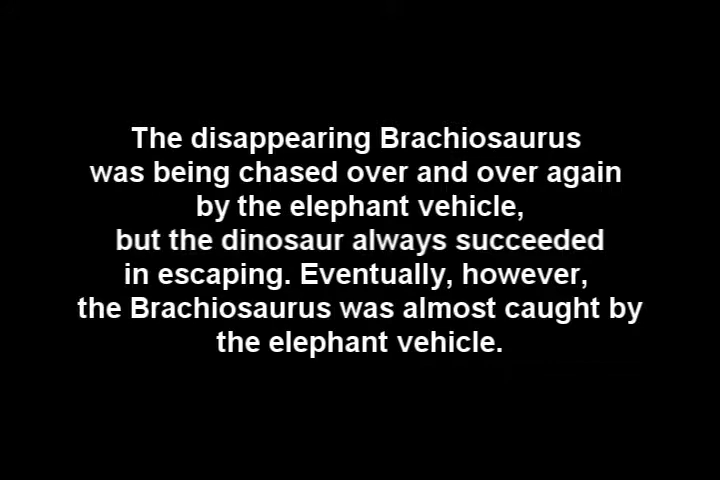 The disappearing Brachiosaurus
was being chased over and over again
by the elephant vehicle,
but the dinosaur always succeeded
in escaping. Eventually, however,
the Brachiosaurus was almost caught by
the elephant vehicle.